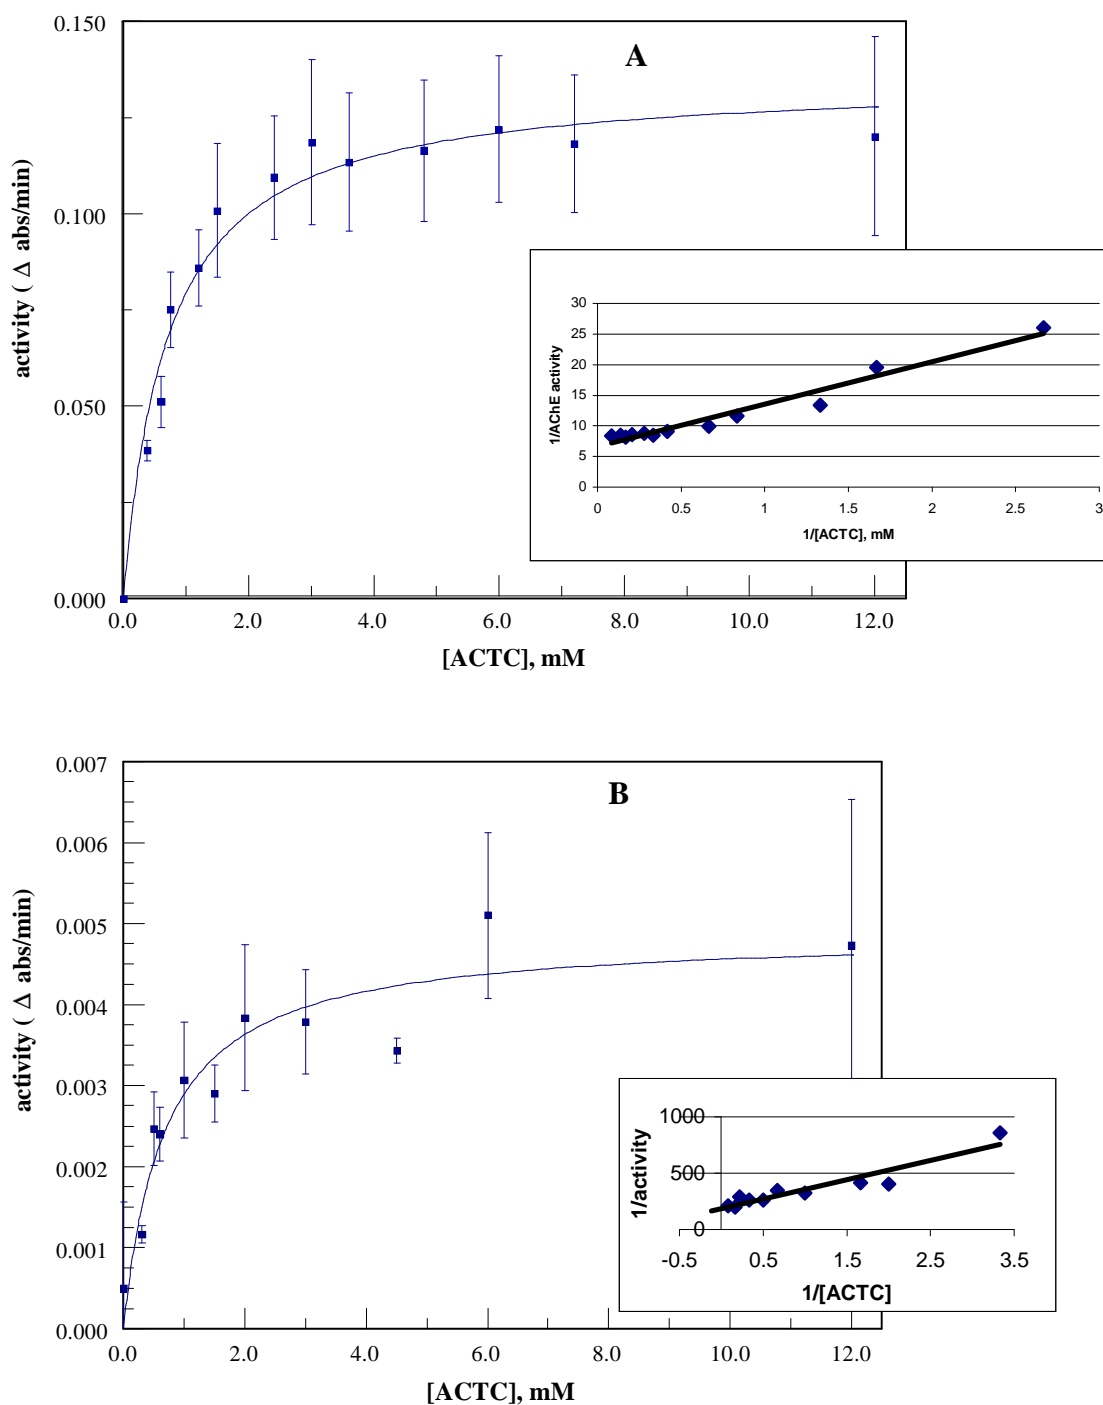 A
0.150
0.100
0.050
0.000
activity ( Δ abs/min)
0.0 2.0 4.0 6.0 8.0 10.0 12.0
[ACTC], mM
30
25
20
15
10
5
0
1/AChE activity
0 0.5 1 1.5 2 2.5 3
1/[ACTC], mM
B
0.007
0.006
0.005
0.004
0.003
0.002
0.001
0.000
activity ( Δ abs/min)
0.0 2.0 4.0 6.0 8.0 10.0 12.0
[ACTC], mM
1000
500
0
1/activity
-0.5 0.5 1.5 2.5 3.5
1/[ACTC]